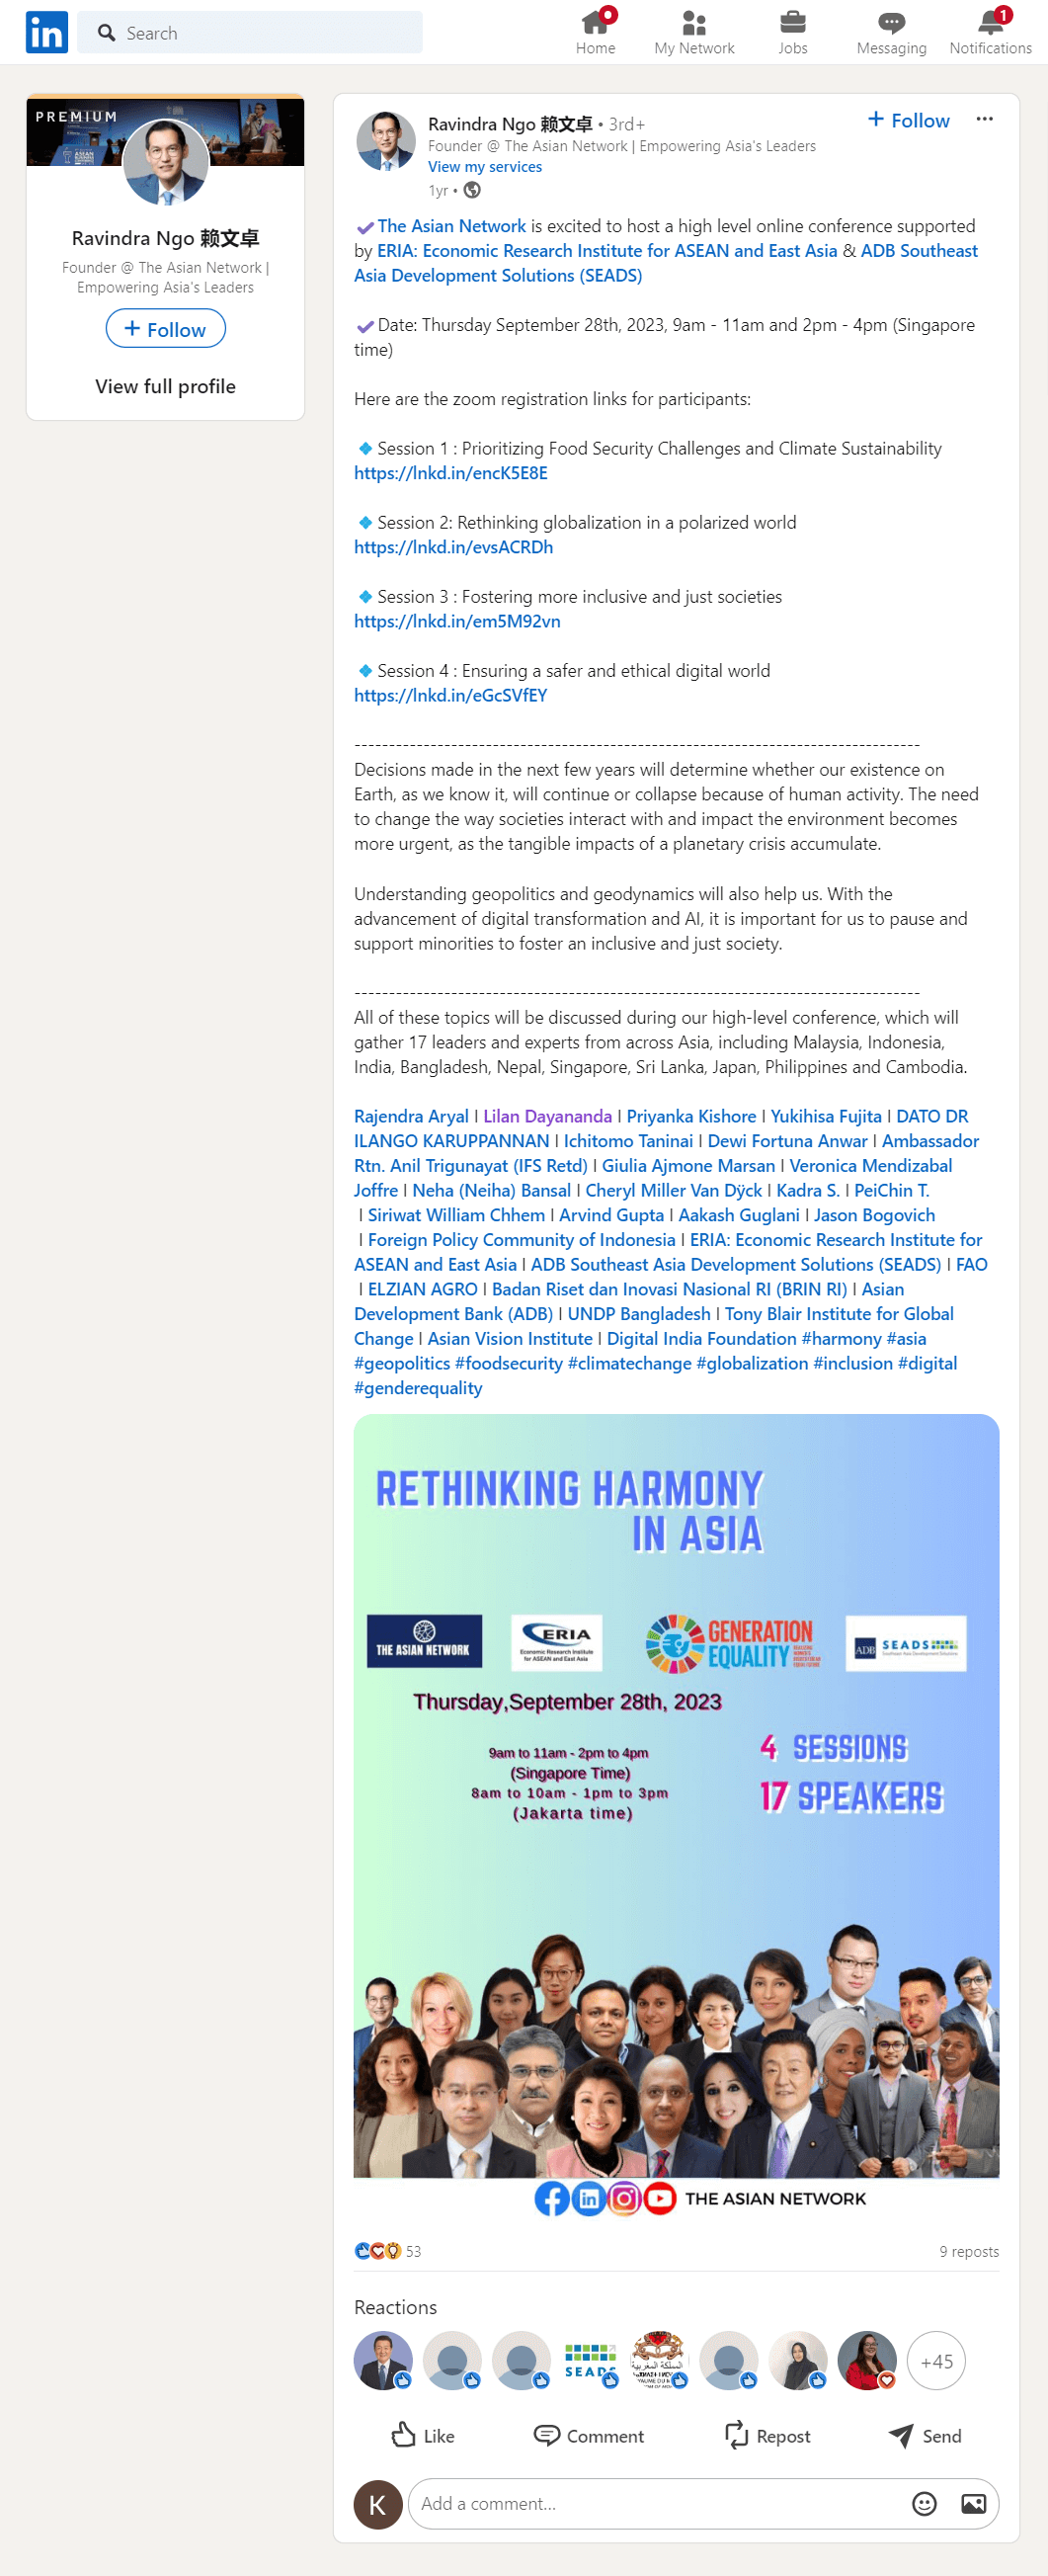 in
Search
Home
My Network
Jobs
Messaging
1
Notifications
PREMIUM
Ravindra Ngo 赖文卓
Founder @ The Asian Network |
Empowering Asia's Leaders
+ Follow
View full profile
Ravindra Ngo 赖文卓 • 3rd+
Founder @ The Asian Network | Empowering Asia's Leaders
View my services
1yr •
+ Follow
The Asian Network is excited to host a high level online conference supported
by ERIA: Economic Research Institute for ASEAN and East Asia & ADB Southeast
Asia Development Solutions (SEADS)
Date: Thursday September 28th, 2023, 9am - 11am and 2pm - 4pm (Singapore
time)
Here are the zoom registration links for participants:
Session 1 : Prioritizing Food Security Challenges and Climate Sustainability
https://lnkd.in/encK5E8E
Session 2: Rethinking globalization in a polarized world
https://lnkd.in/evsACRDh
Session 3 : Fostering more inclusive and just societies
https://lnkd.in/em5M92vn
Session 4 : Ensuring a safer and ethical digital world
https://lnkd.in/eGcSVfEY
----------------------------------------------------------------------------------
Decisions made in the next few years will determine whether our existence on
Earth, as we know it, will continue or collapse because of human activity. The need
to change the way societies interact with and impact the environment becomes
more urgent, as the tangible impacts of a planetary crisis accumulate.
Understanding geopolitics and geodynamics will also help us. With the
advancement of digital transformation and AI, it is important for us to pause and
support minorities to foster an inclusive and just society.
----------------------------------------------------------------------------------
All of these topics will be discussed during our high-level conference, which will
gather 17 leaders and experts from across Asia, including Malaysia, Indonesia,
India, Bangladesh, Nepal, Singapore, Sri Lanka, Japan, Philippines and Cambodia.
Rajendra Aryal l Lilan Dayananda l Priyanka Kishore l Yukihisa Fujita l DATO DR
ILANGO KARUPPANNAN l Ichitomo Taninai l Dewi Fortuna Anwar l Ambassador
Rtn. Anil Trigunayat (IFS Retd) l Giulia Ajmone Marsan l Veronica Mendizabal
Joffre l Neha (Neiha) Bansal l Cheryl Miller Van Dÿck l Kadra S. l PeiChin T.
l Siriwat William Chhem l Arvind Gupta l Aakash Guglani l Jason Bogovich
l Foreign Policy Community of Indonesia l ERIA: Economic Research Institute for
ASEAN and East Asia l ADB Southeast Asia Development Solutions (SEADS) l FAO
l ELZIAN AGRO l Badan Riset dan Inovasi Nasional RI (BRIN RI) l Asian
Development Bank (ADB) l UNDP Bangladesh l Tony Blair Institute for Global
Change l Asian Vision Institute l Digital India Foundation #harmony #asia
#geopolitics #foodsecurity #climatechange #globalization #inclusion #digital
#genderequality
RETHINKING HARMONY
IN ASIA
THE ASIAN NETWORK
ERIA
Economic Research Institute
for ASEAN and East Asia
GENERATION
EQUALITY
ADB
SEADS
Southeast Asia Development Solutions
Thursday,September 28th, 2023
9am to 11am - 2pm to 4pm
(Singapore Time)
8am to 10am - 1pm to 3pm
(Jakarta time)
4 SESSIONS
17 SPEAKERS
THE ASIAN NETWORK
53
9 reposts
Reactions
SEADS
المملكة المغربية
+45
Like
Comment
Repost
Send
K
Add a comment...